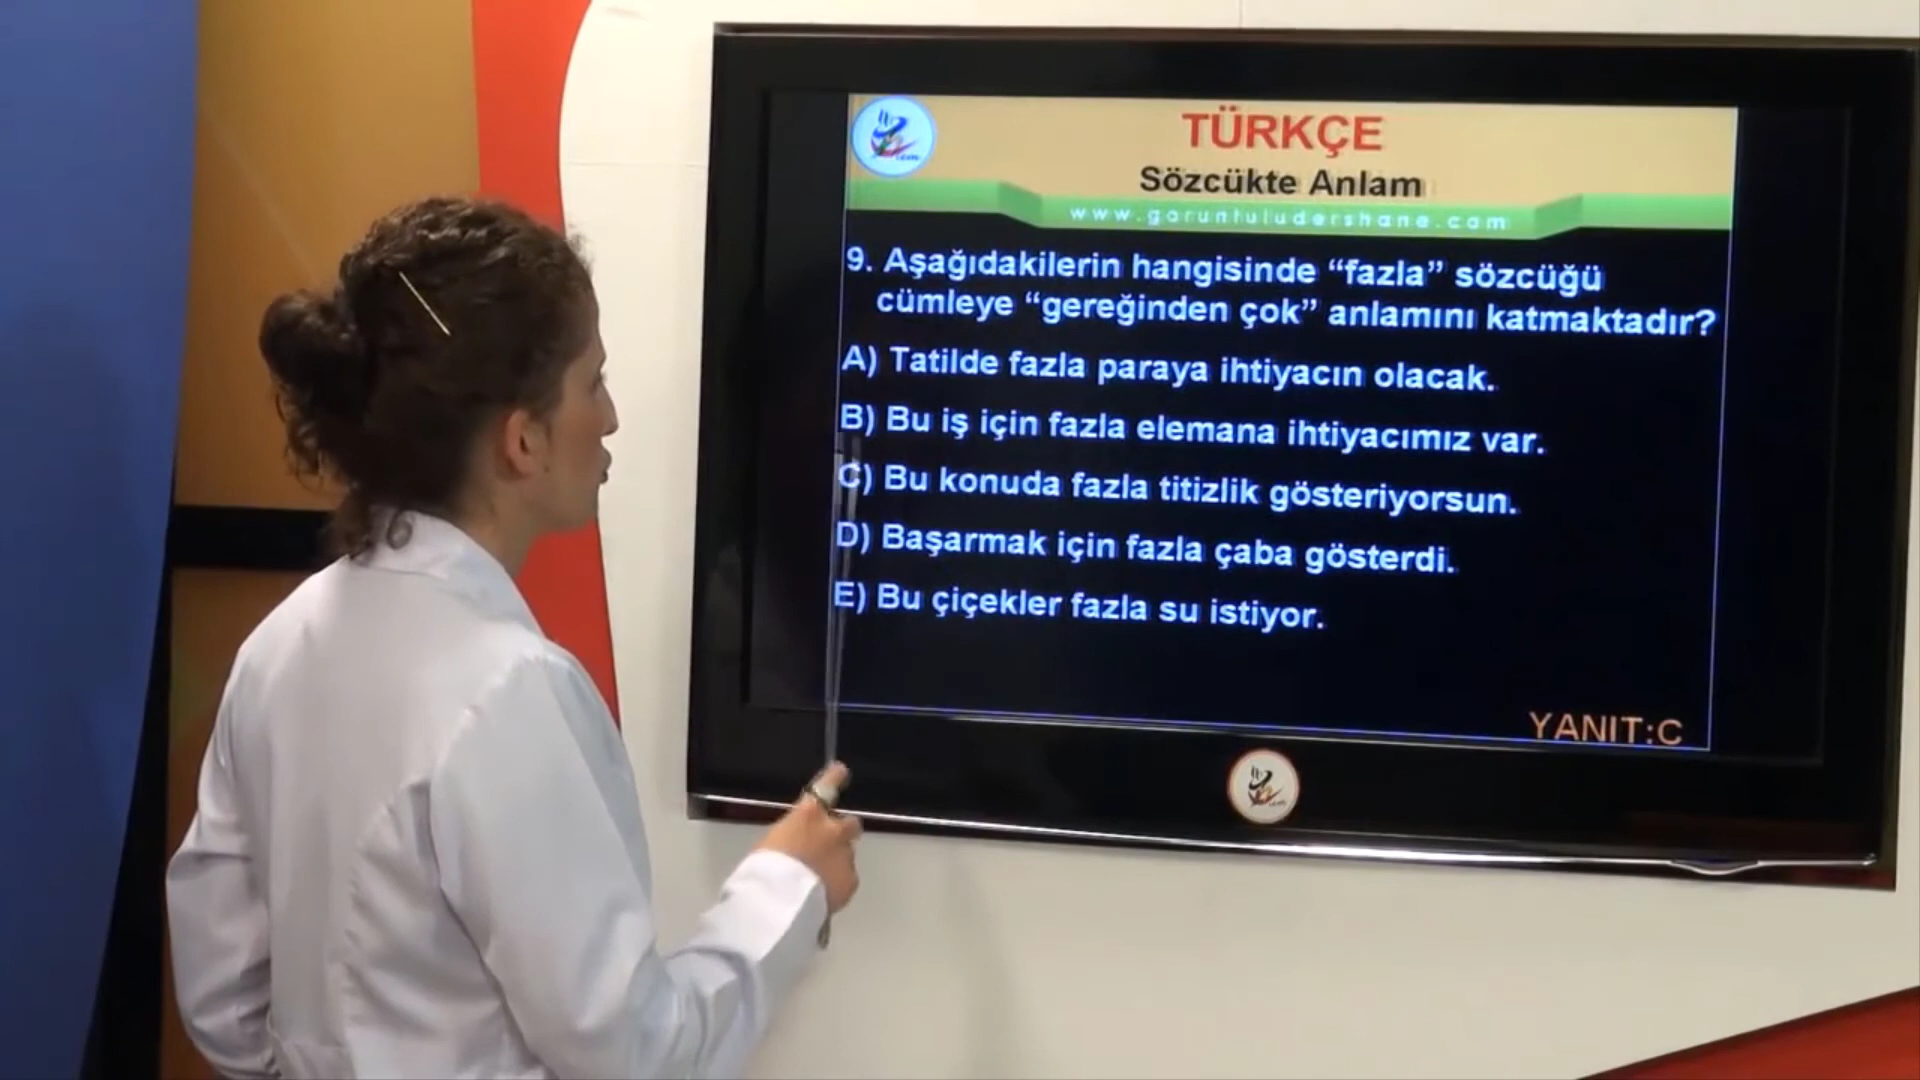 TÜRKÇE
Sözcükte Anlam
www.goruntuludershane.com
9. Aşağıdakilerin hangisinde “fazla” sözcüğü
cümleye “gereğinden çok” anlamını katmaktadır?
A) Tatilde fazla paraya ihtiyacın olacak.
B) Bu iş için fazla elemana ihtiyacımız var.
C) Bu konuda fazla titizlik gösteriyorsun.
D) Başarmak için fazla çaba gösterdi.
E) Bu çiçekler fazla su istiyor.
YANIT:C